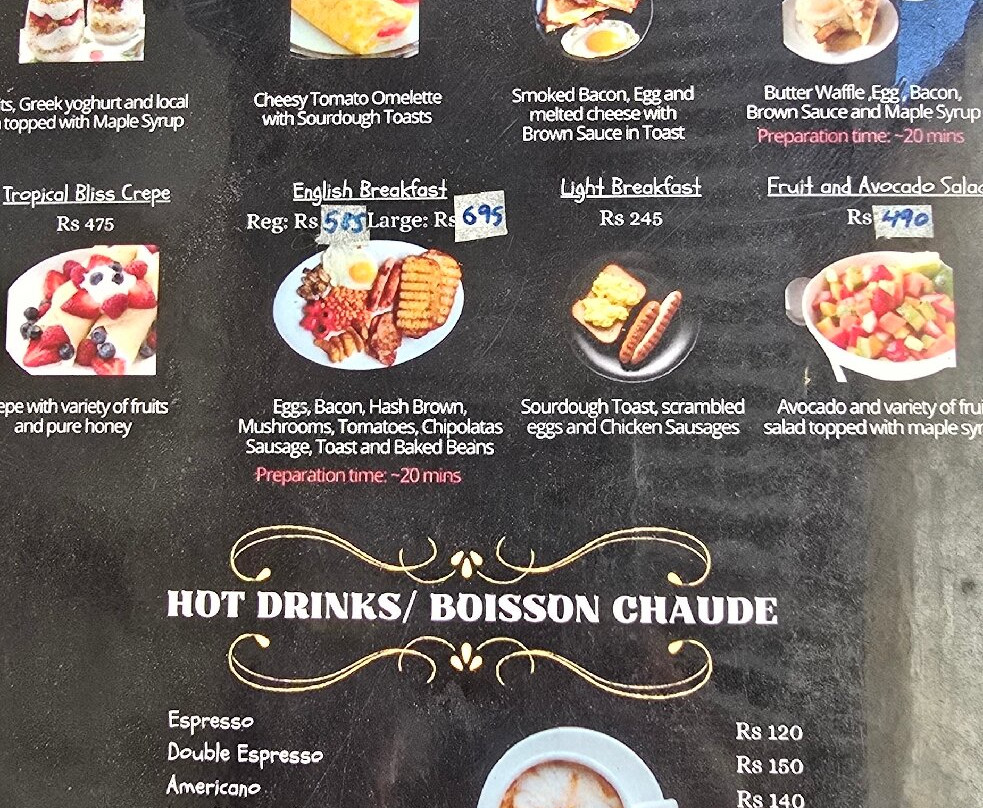 ts, Greek yoghurt and local
topped with Maple Syrup
Cheesy Tomato Omelette
with Sourdough Toasts
Smoked Bacon, Egg and
melted cheese with
Brown Sauce in Toast
Butter Waffle ,Egg , Bacon,
Brown Sauce and Maple Syrup
Preparation time: ~20 mins
Tropical Bliss Crepe
Rs 475
epe with variety of fruits
and pure honey
English Breakfast
Reg: Rs 585 Large: Rs 695
Eggs, Bacon, Hash Brown,
Mushrooms, Tomatoes, Chipolatas
Sausage, Toast and Baked Beans
Preparation time: ~20 mins
Light Breakfast
Rs 245
Sourdough Toast, scrambled
eggs and Chicken Sausages
Fruit and Avocado Salad
Rs 490
Avocado and variety of frui
salad topped with maple syr
HOT DRINKS/ BOISSON CHAUDE
Espresso Rs 120
Double Espresso Rs 150
Americano Rs 140